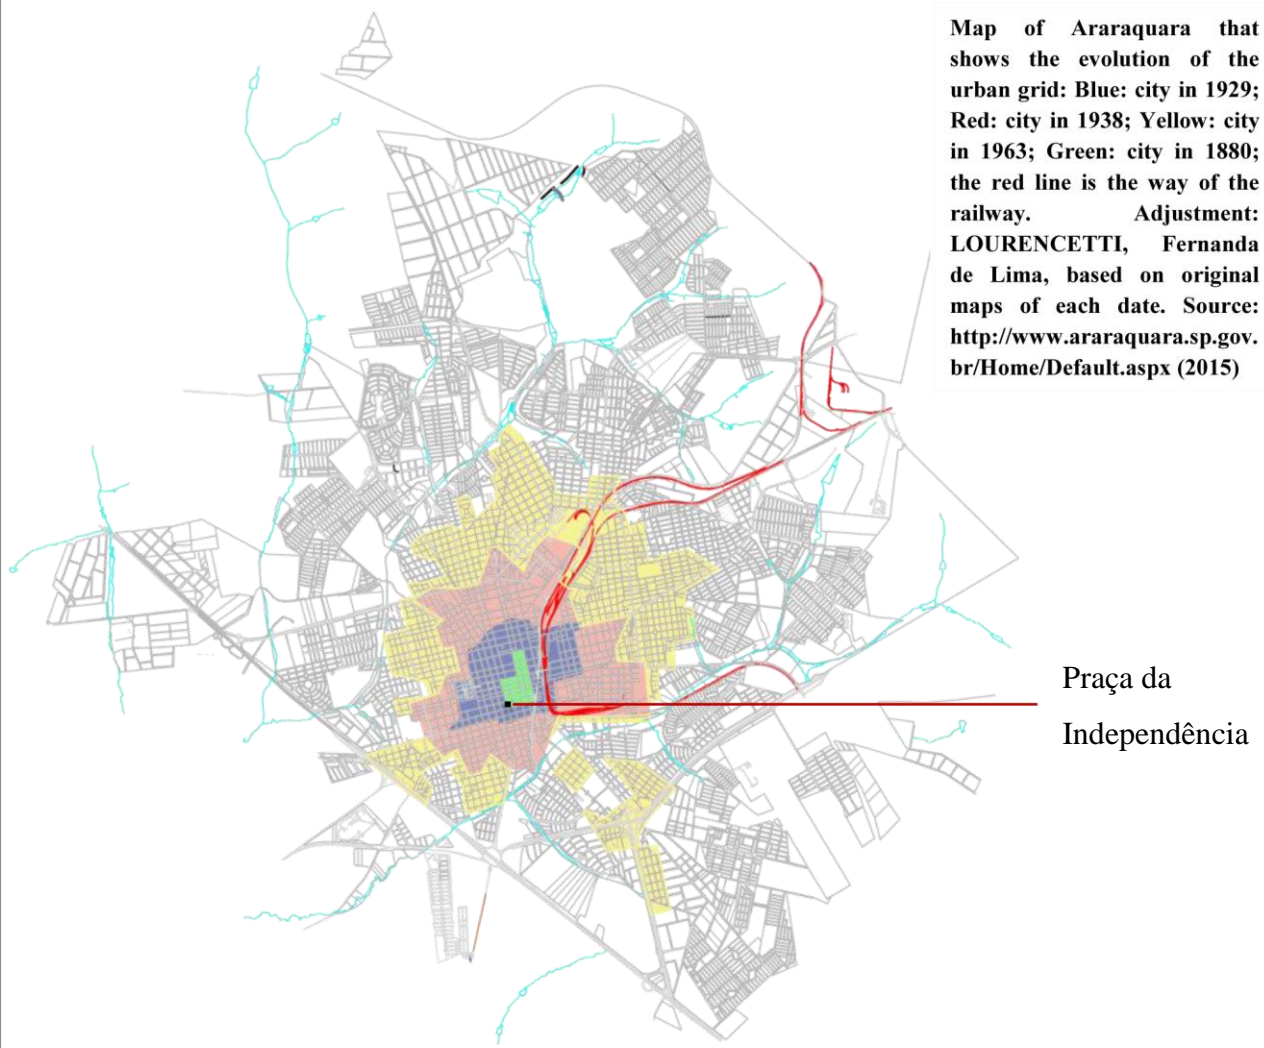 Map of Araraquara that
shows the evolution of the
urban grid: Blue: city in 1929;
Red: city in 1938; Yellow: city
in 1963; Green: city in 1880;
the red line is the way of the
railway. Adjustment:
LOURENCETTI, Fernanda
de Lima, based on original
maps of each date. Source:
http://www.araraquara.sp.gov.
br/Home/Default.aspx (2015)
Praça da
Independência